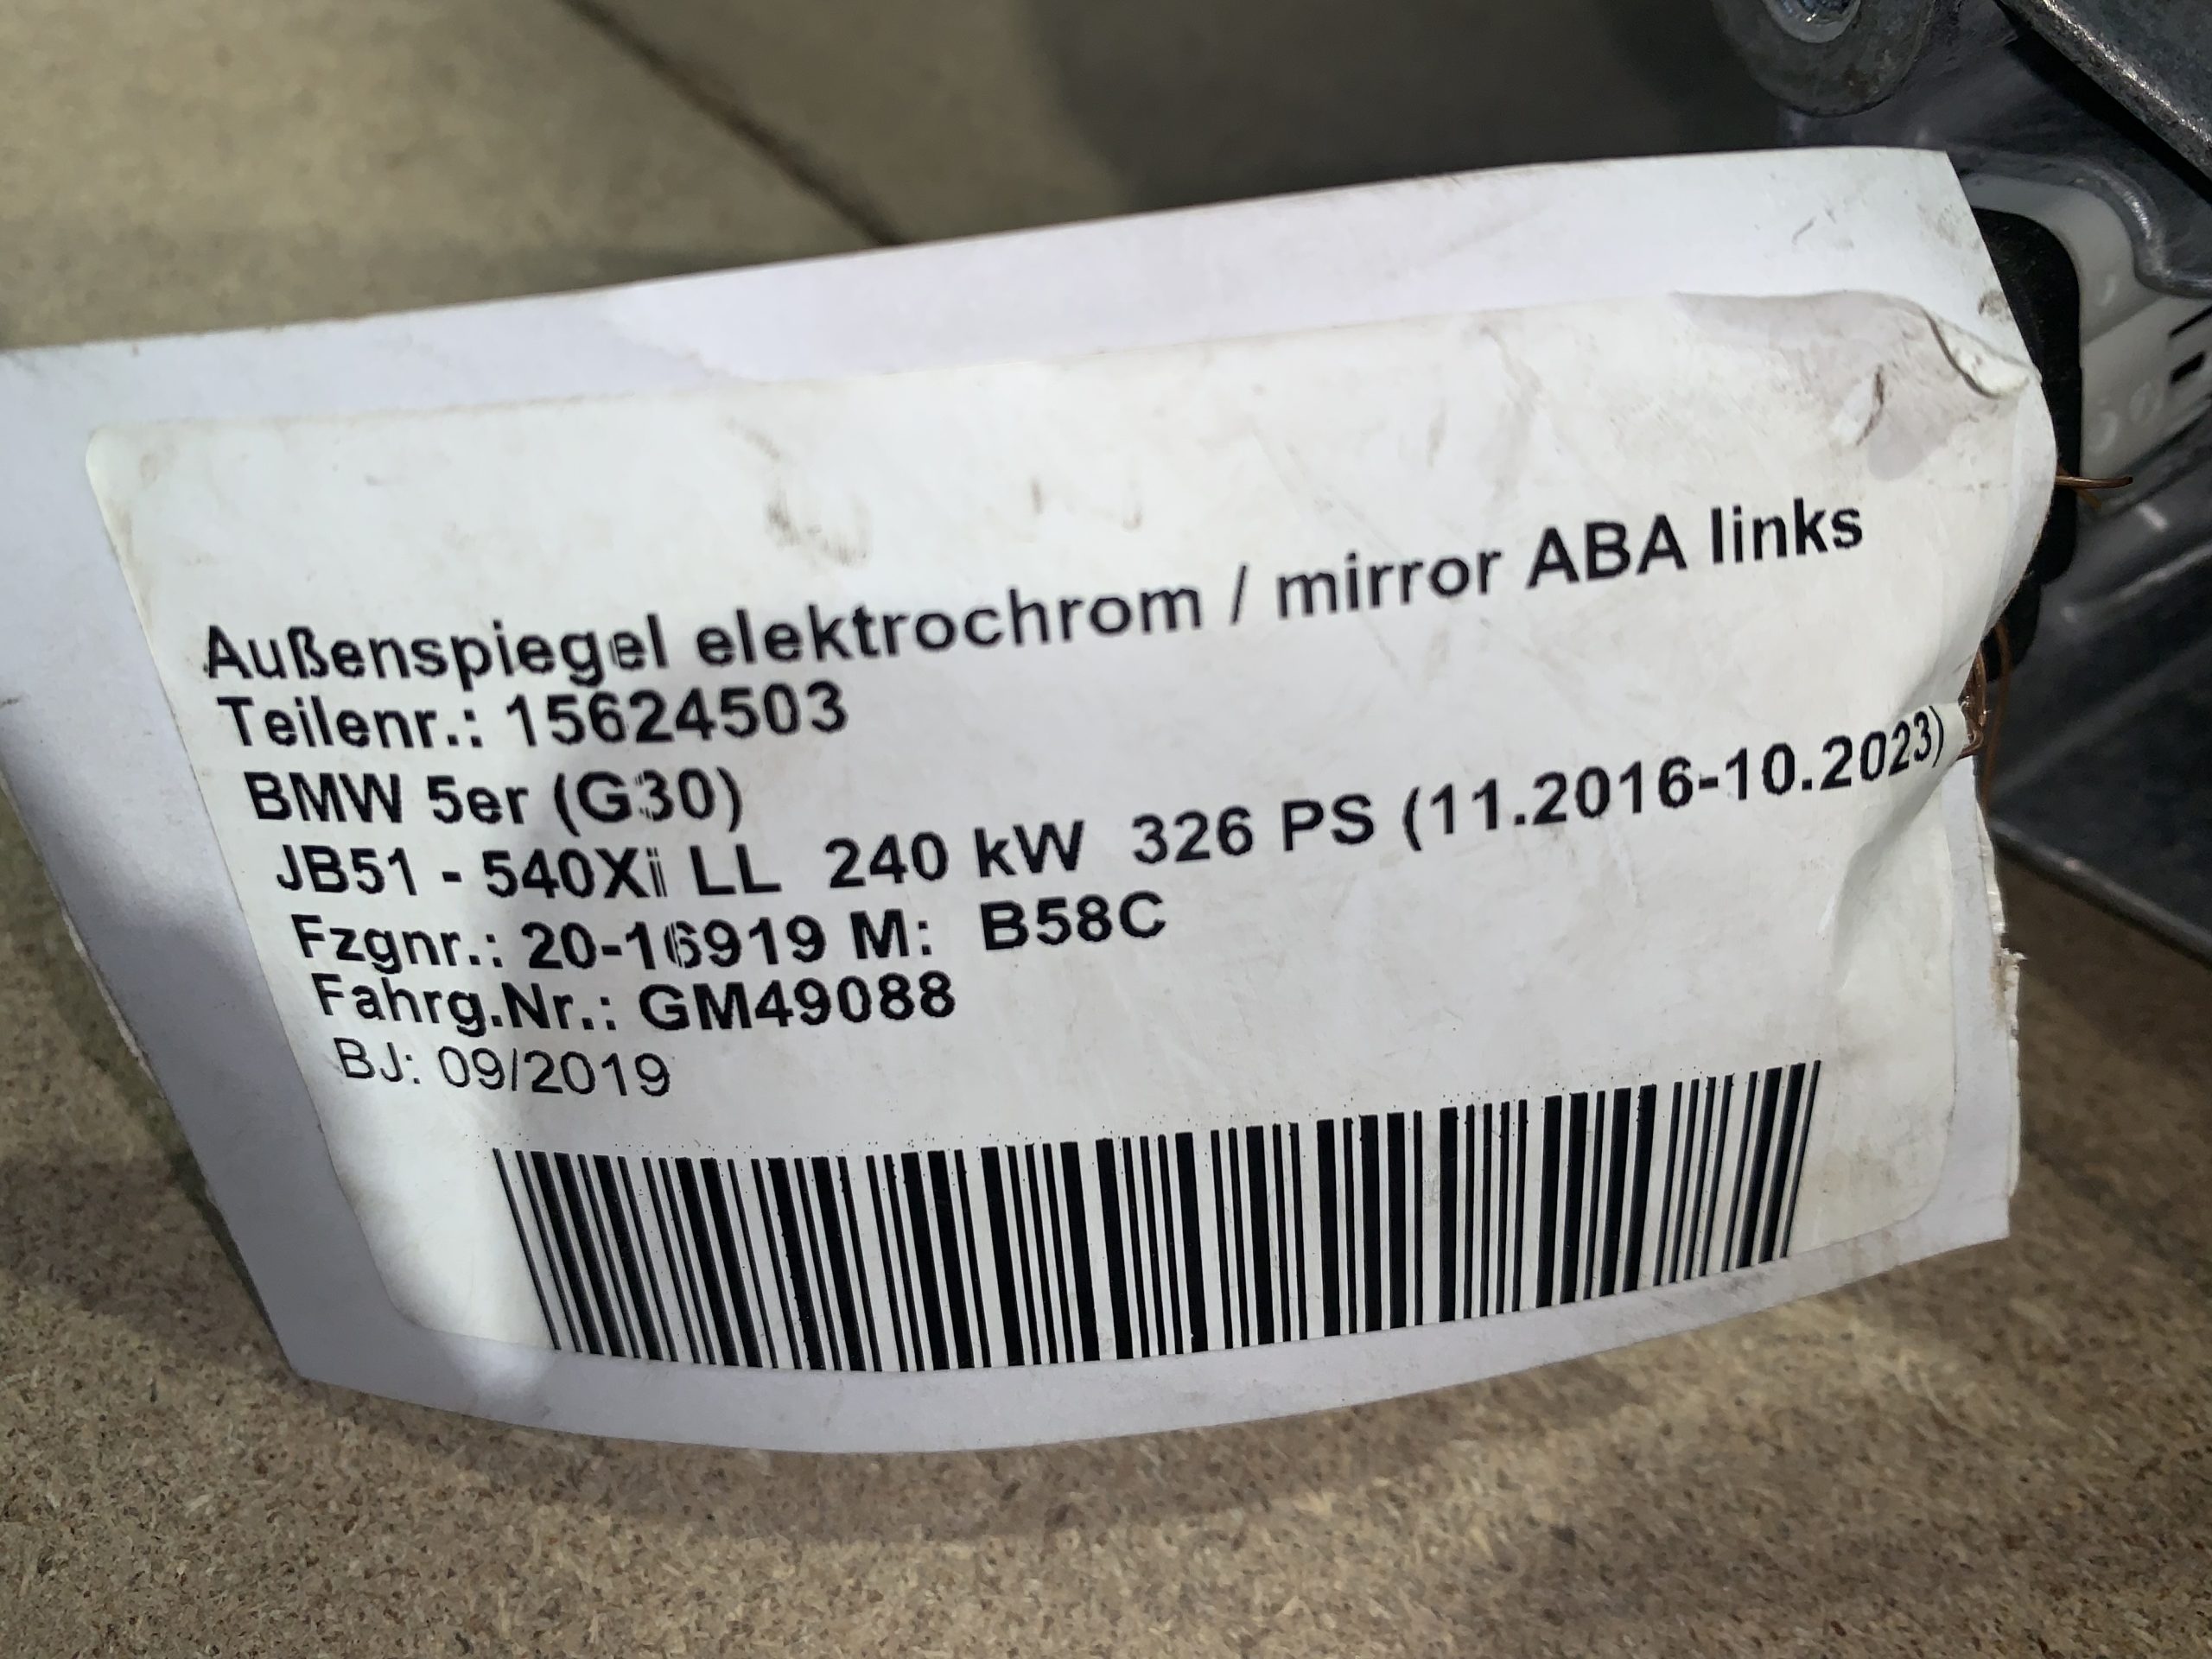 Außenspiegel elektrochrom / mirror ABA links
Teilenr.: 15624503
BMW 5er (G30)
JB51 - 540Xi LL 240 kW 326 PS (11.2016-10.2023)
Fzgnr.: 20-16919 M: B58C
Fahrg.Nr.: GM49088
BJ: 09/2019